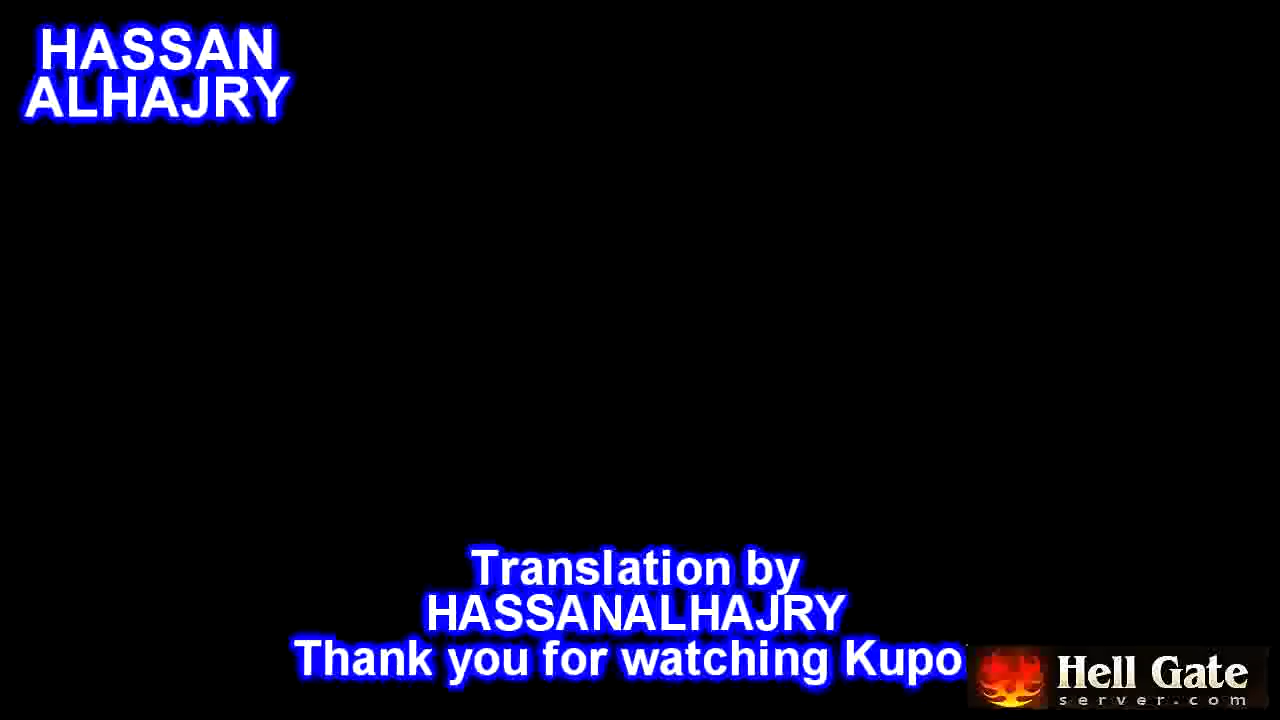 HASSAN
ALHAJRY
Translation by
HASSANALHAJRY
Thank you for watching Kupo
Hell Gate
server.com